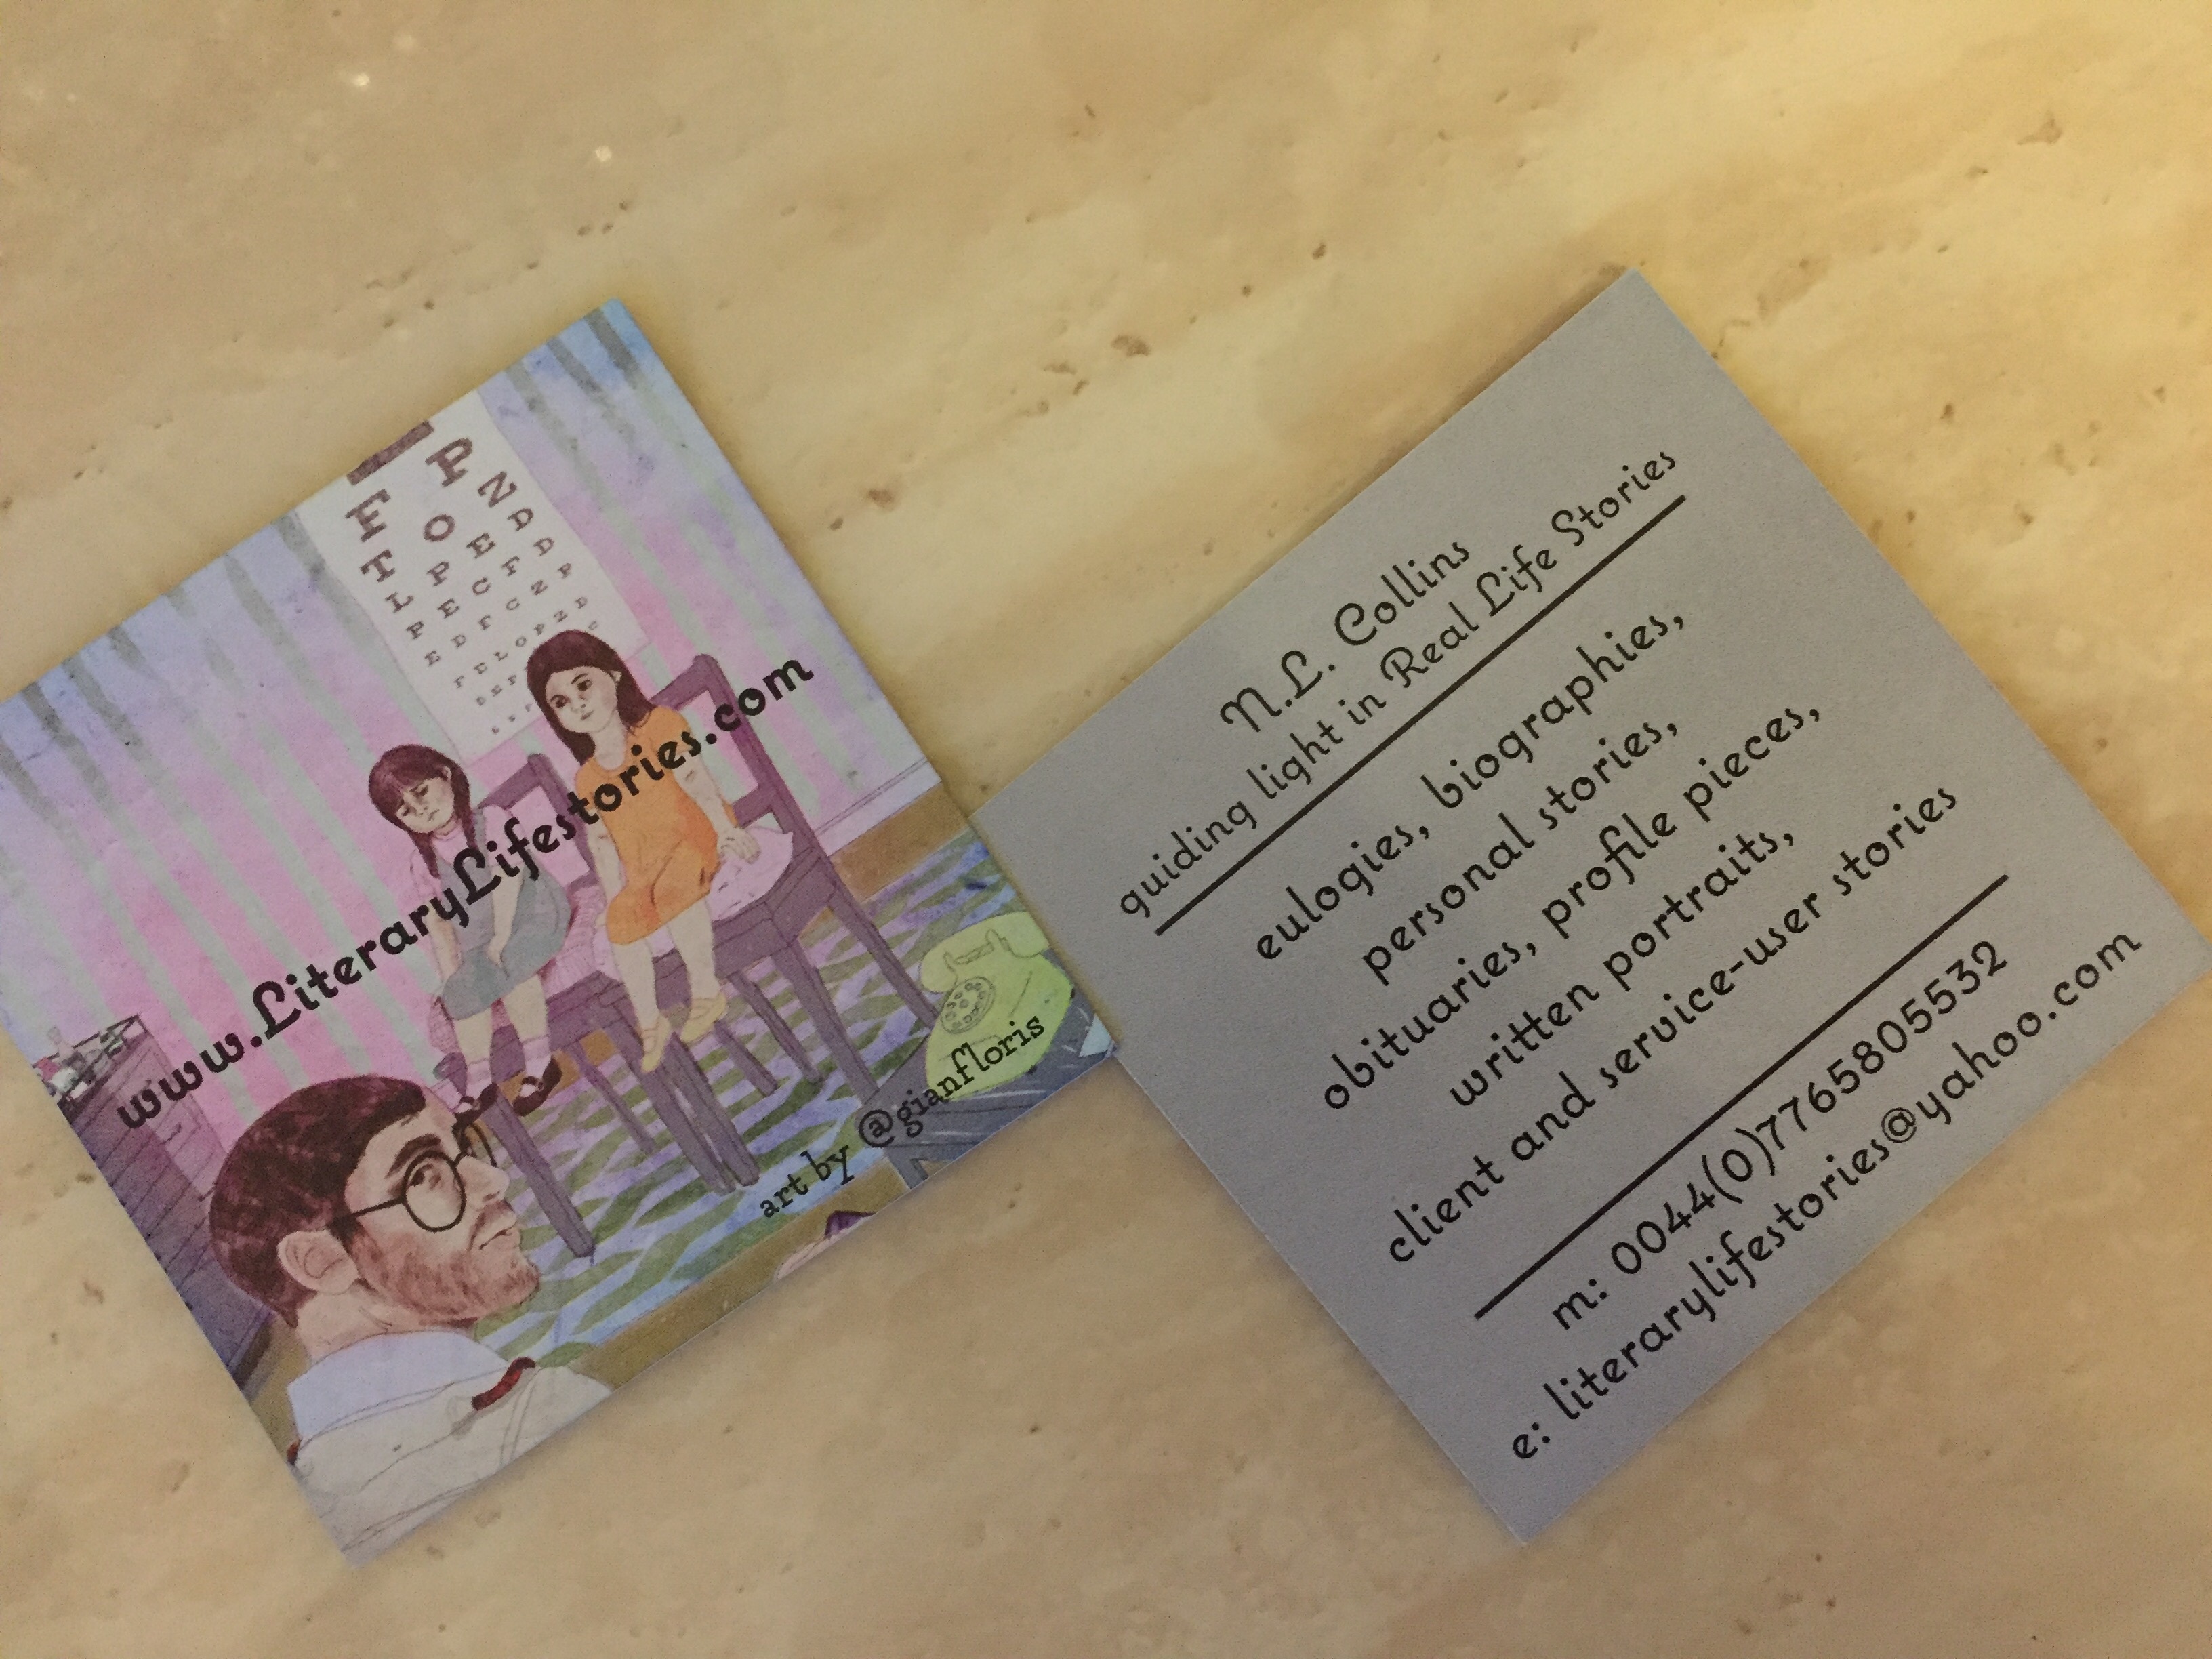 F P
T O Z
L P E D
P E C F D
E D F C Z P
www.LiteraryLifestories.com
art by @gianfloris
N.L. Collins
guiding light in Real Life Stories
eulogies, biographies,
personal stories,
obituaries, profile pieces,
written portraits,
client and service-user stories
m: 0044(0)7765805532
e: literarylifestories@yahoo.com